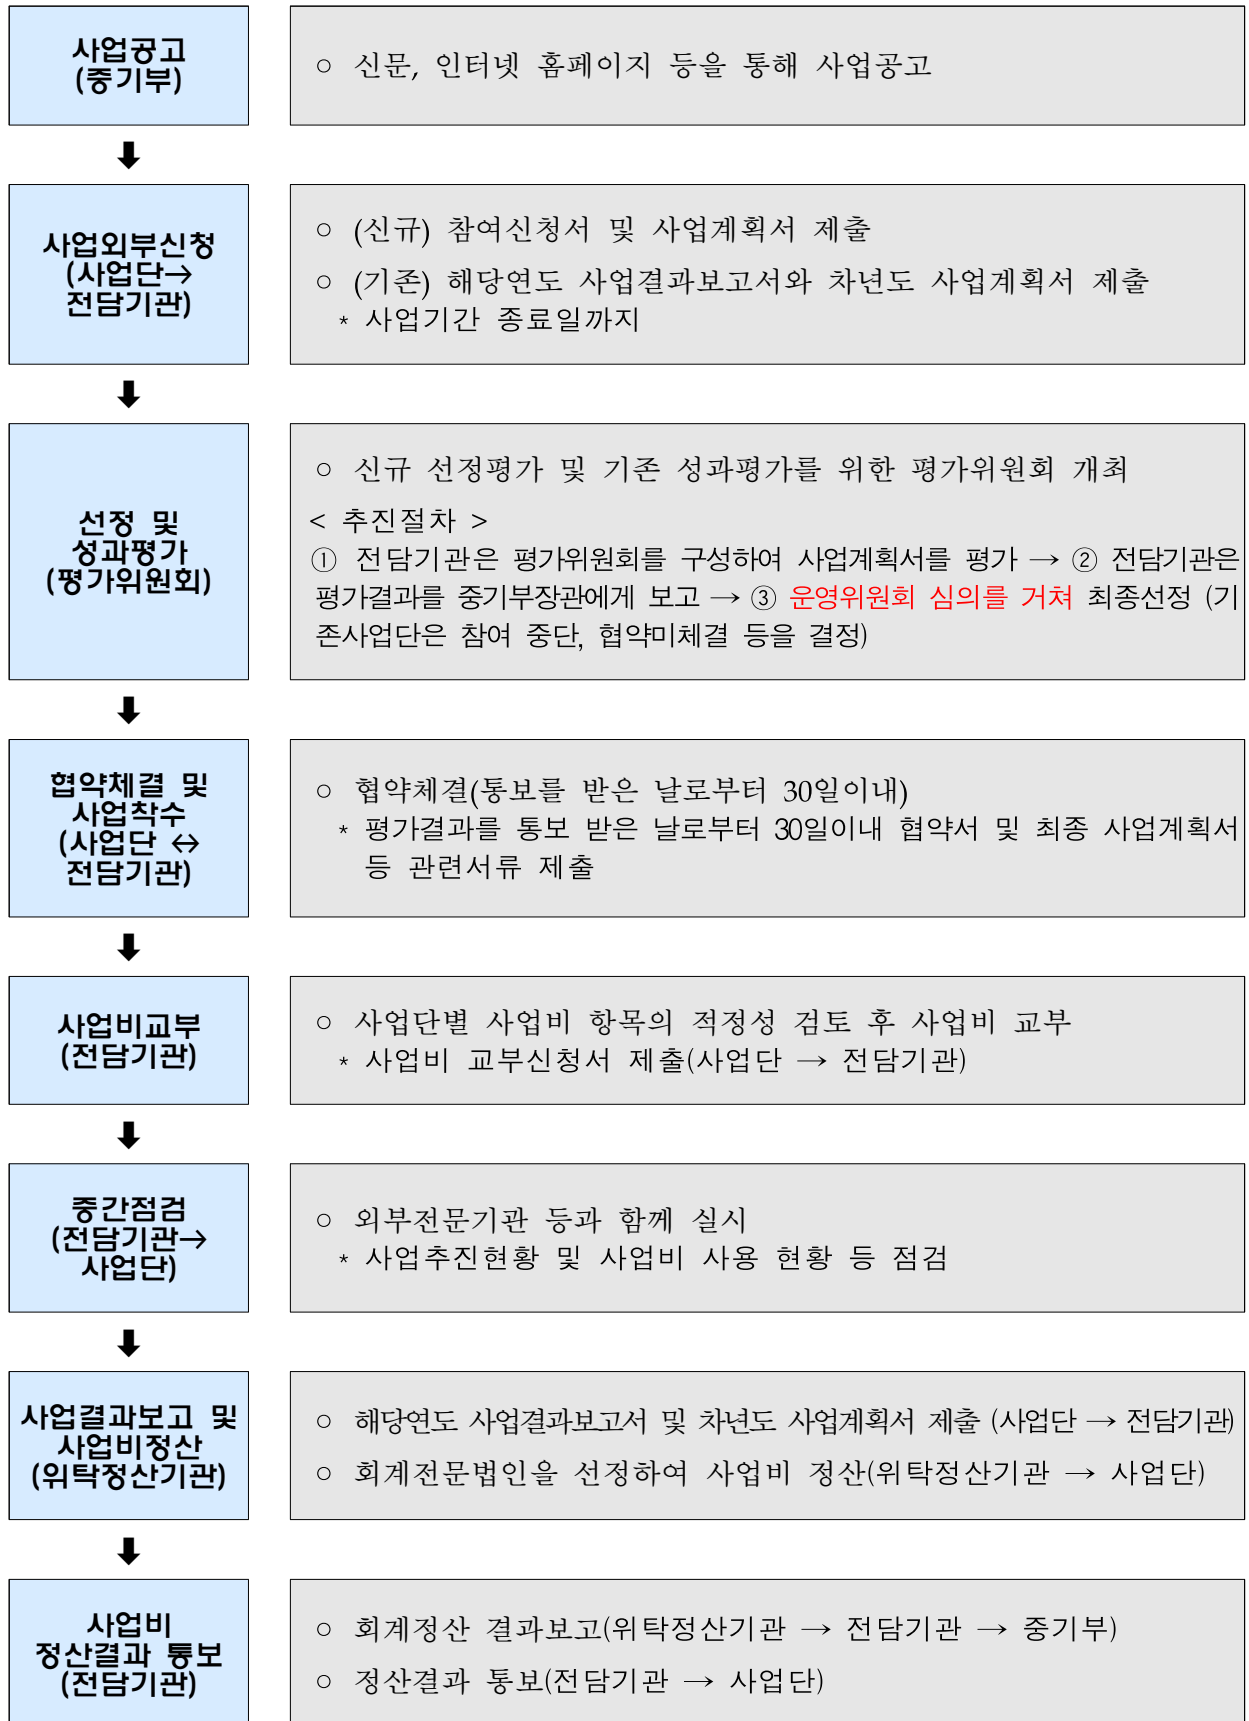 사업공고
(중기부)
○ 신문, 인터넷 홈페이지 등을 통해 사업공고
⬇
사업외부신청
(사업단→
전담기관)
○ (신규) 참여신청서 및 사업계획서 제출
○ (기존) 해당연도 사업결과보고서와 차년도 사업계획서 제출
* 사업기간 종료일까지
⬇
선정 및
성과평가
(평가위원회)
○ 신규 선정평가 및 기존 성과평가를 위한 평가위원회 개최
< 추진절차 >
① 전담기관은 평가위원회를 구성하여 사업계획서를 평가 → ② 전담기관은
평가결과를 중기부장관에게 보고 → ③ 운영위원회 심의를 거쳐 최종선정 (기
존사업단은 참여 중단, 협약미체결 등을 결정)
⬇
협약체결 및
사업착수
(사업단 ↔
전담기관)
○ 협약체결(통보를 받은 날로부터 30일이내)
* 평가결과를 통보 받은 날로부터 30일이내 협약서 및 최종 사업계획서
등 관련서류 제출
⬇
사업비교부
(전담기관)
○ 사업단별 사업비 항목의 적정성 검토 후 사업비 교부
* 사업비 교부신청서 제출(사업단 → 전담기관)
⬇
중간점검
(전담기관→
사업단)
○ 외부전문기관 등과 함께 실시
* 사업추진현황 및 사업비 사용 현황 등 점검
⬇
사업결과보고 및
사업비정산
(위탁정산기관)
○ 해당연도 사업결과보고서 및 차년도 사업계획서 제출 (사업단 → 전담기관)
○ 회계전문법인을 선정하여 사업비 정산(위탁정산기관 → 사업단)
⬇
사업비
정산결과 통보
(전담기관)
○ 회계정산 결과보고(위탁정산기관 → 전담기관 → 중기부)
○ 정산결과 통보(전담기관 → 사업단)